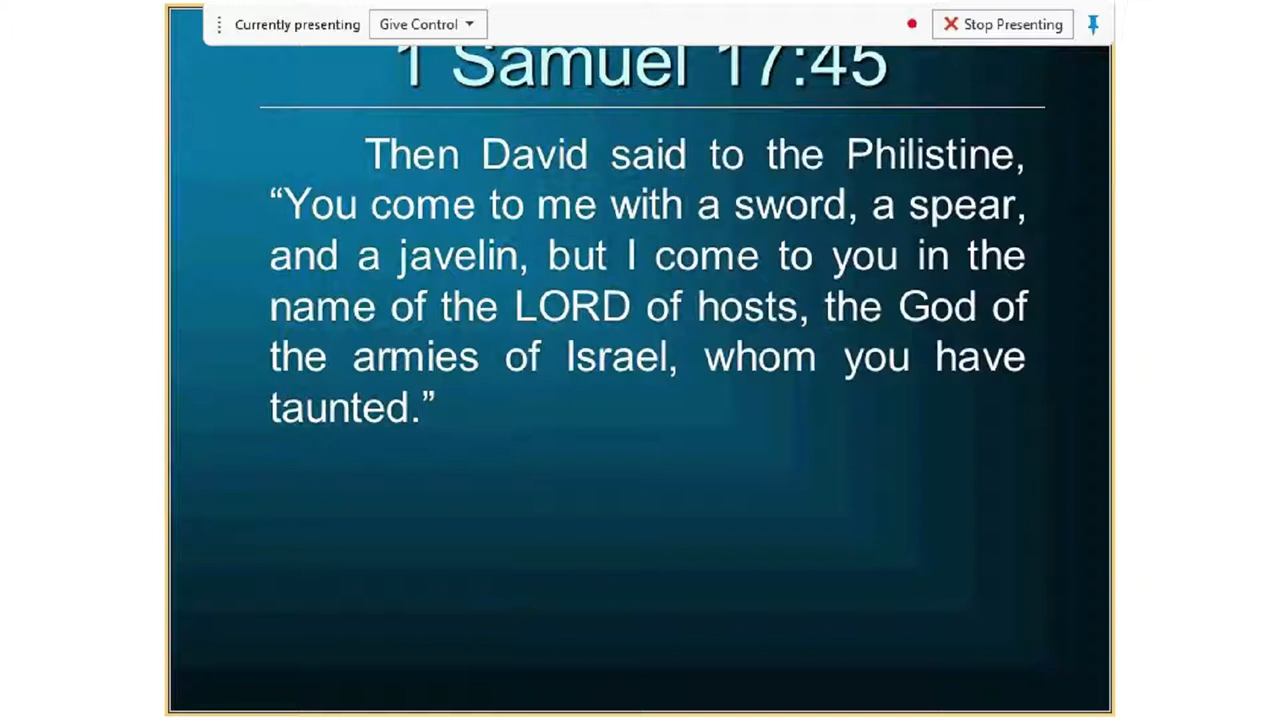 Currently presenting Give Control Stop Presenting
1 Samuel 17:45
Then David said to the Philistine,
“You come to me with a sword, a spear,
and a javelin, but I come to you in the
name of the LORD of hosts, the God of
the armies of Israel, whom you have
taunted.”